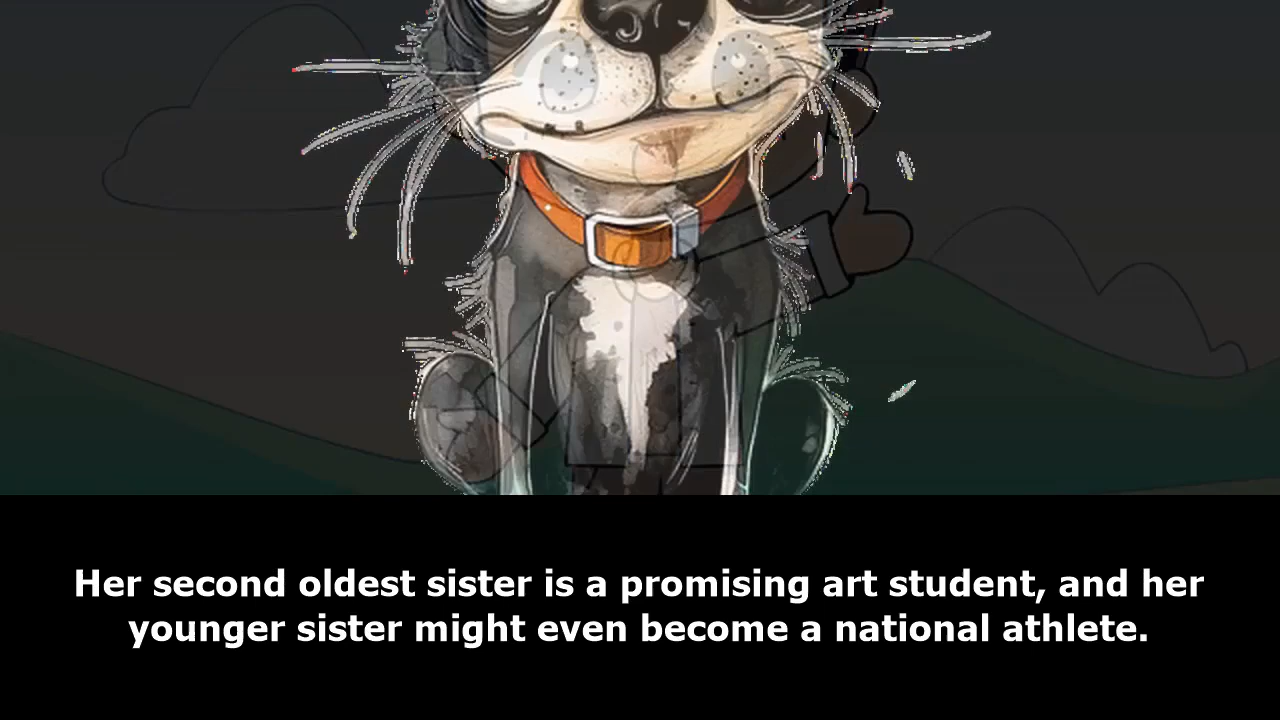 Her second oldest sister is a promising art student, and her
younger sister might even become a national athlete.